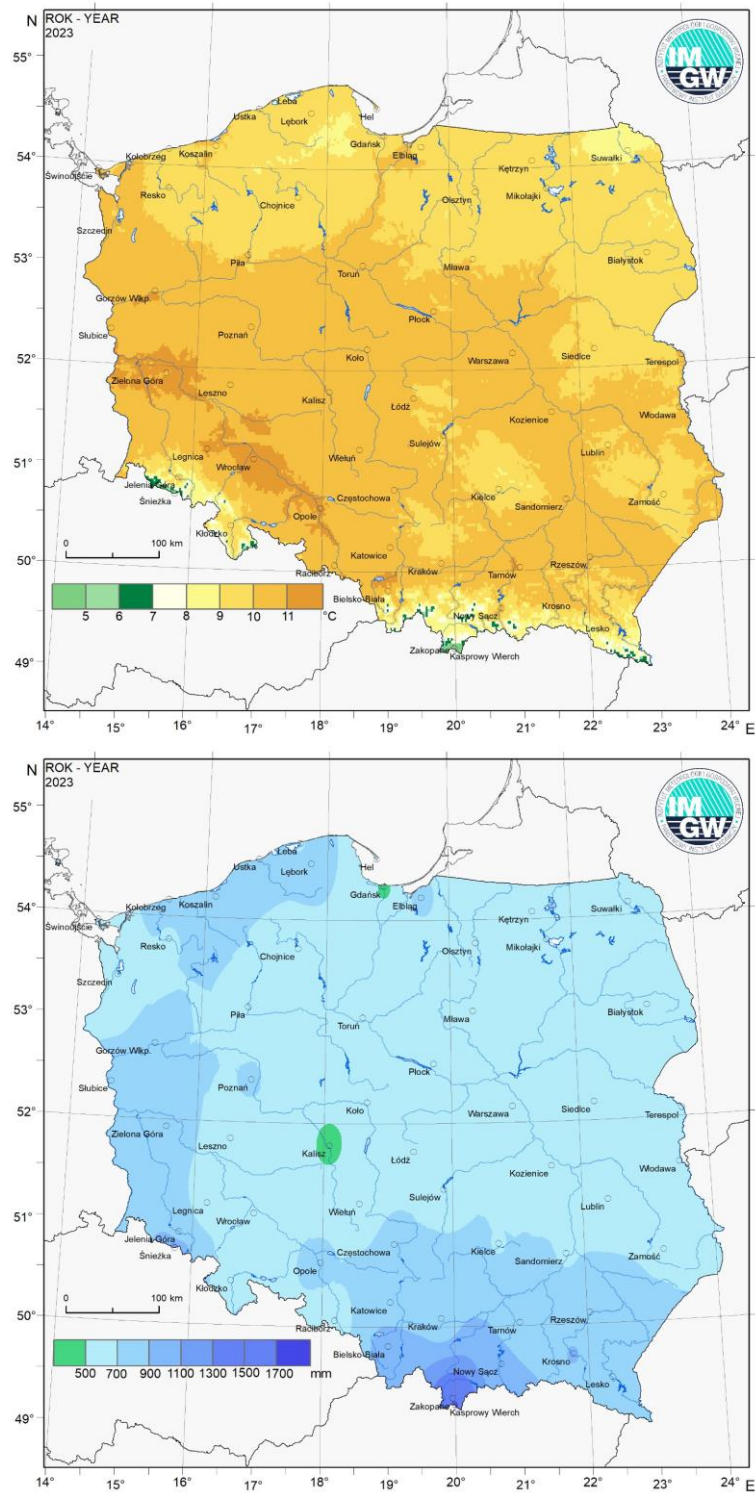 N
ROK - YEAR
2023
IMGW
55°
54°
53°
52°
51°
50°
49°
Łeba
Ustka
Lębork
Hel
Gdańsk
Elbląg
Kołobrzeg
Koszalin
Świnoujście
Kętrzyn
Suwałki
Resko
Chojnice
Olsztyn
Mikołajki
Szczecin
Piła
Toruń
Mława
Białystok
Gorzów Wlkp.
Płock
Słubice
Poznań
Koło
Warszawa
Siedlce
Terespol
Zielona Góra
Leszno
Kalisz
Łódź
Kozienice
Włodawa
Sulejów
Legnica
Wrocław
Wieluń
Lublin
Jelenia Góra
Śnieżka
Opole
Częstochowa
Kielce
Sandomierz
Zamość
Kłodzko
0 100 km
Katowice
Racibórz
Kraków
Tarnów
Rzeszów
5 6 7 8 9 10 11 °C
Bielsko-Biała
Nowy Sącz
Krosno
Lesko
Zakopane
Kasprowy Wierch
14° 15° 16° 17° 18° 19° 20° 21° 22° 23° 24° E
N
ROK - YEAR
2023
IMGW
55°
54°
53°
52°
51°
50°
49°
Łeba
Ustka
Lębork
Hel
Gdańsk
Elbląg
Kołobrzeg
Koszalin
Świnoujście
Kętrzyn
Suwałki
Resko
Chojnice
Olsztyn
Mikołajki
Szczecin
Piła
Toruń
Mława
Białystok
Gorzów Wlkp.
Płock
Słubice
Poznań
Koło
Warszawa
Siedlce
Terespol
Zielona Góra
Leszno
Kalisz
Łódź
Kozienice
Włodawa
Sulejów
Legnica
Wrocław
Wieluń
Lublin
Jelenia Góra
Śnieżka
Opole
Częstochowa
Kielce
Sandomierz
Zamość
Kłodzko
0 100 km
Katowice
Racibórz
Kraków
Tarnów
Rzeszów
500 700 900 1100 1300 1500 1700 mm
Bielsko-Biała
Nowy Sącz
Krosno
Lesko
Zakopane
Kasprowy Wierch
14° 15° 16° 17° 18° 19° 20° 21° 22° 23° 24° E